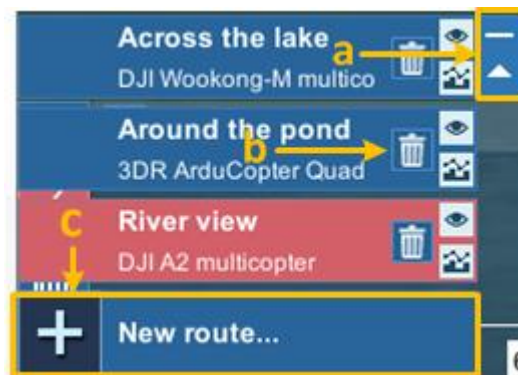 Across the lake
a
DJI Wookong-M multico
Around the pond
b
3DR ArduCopter Quad
River view
c
DJI A2 multicopter
New route...